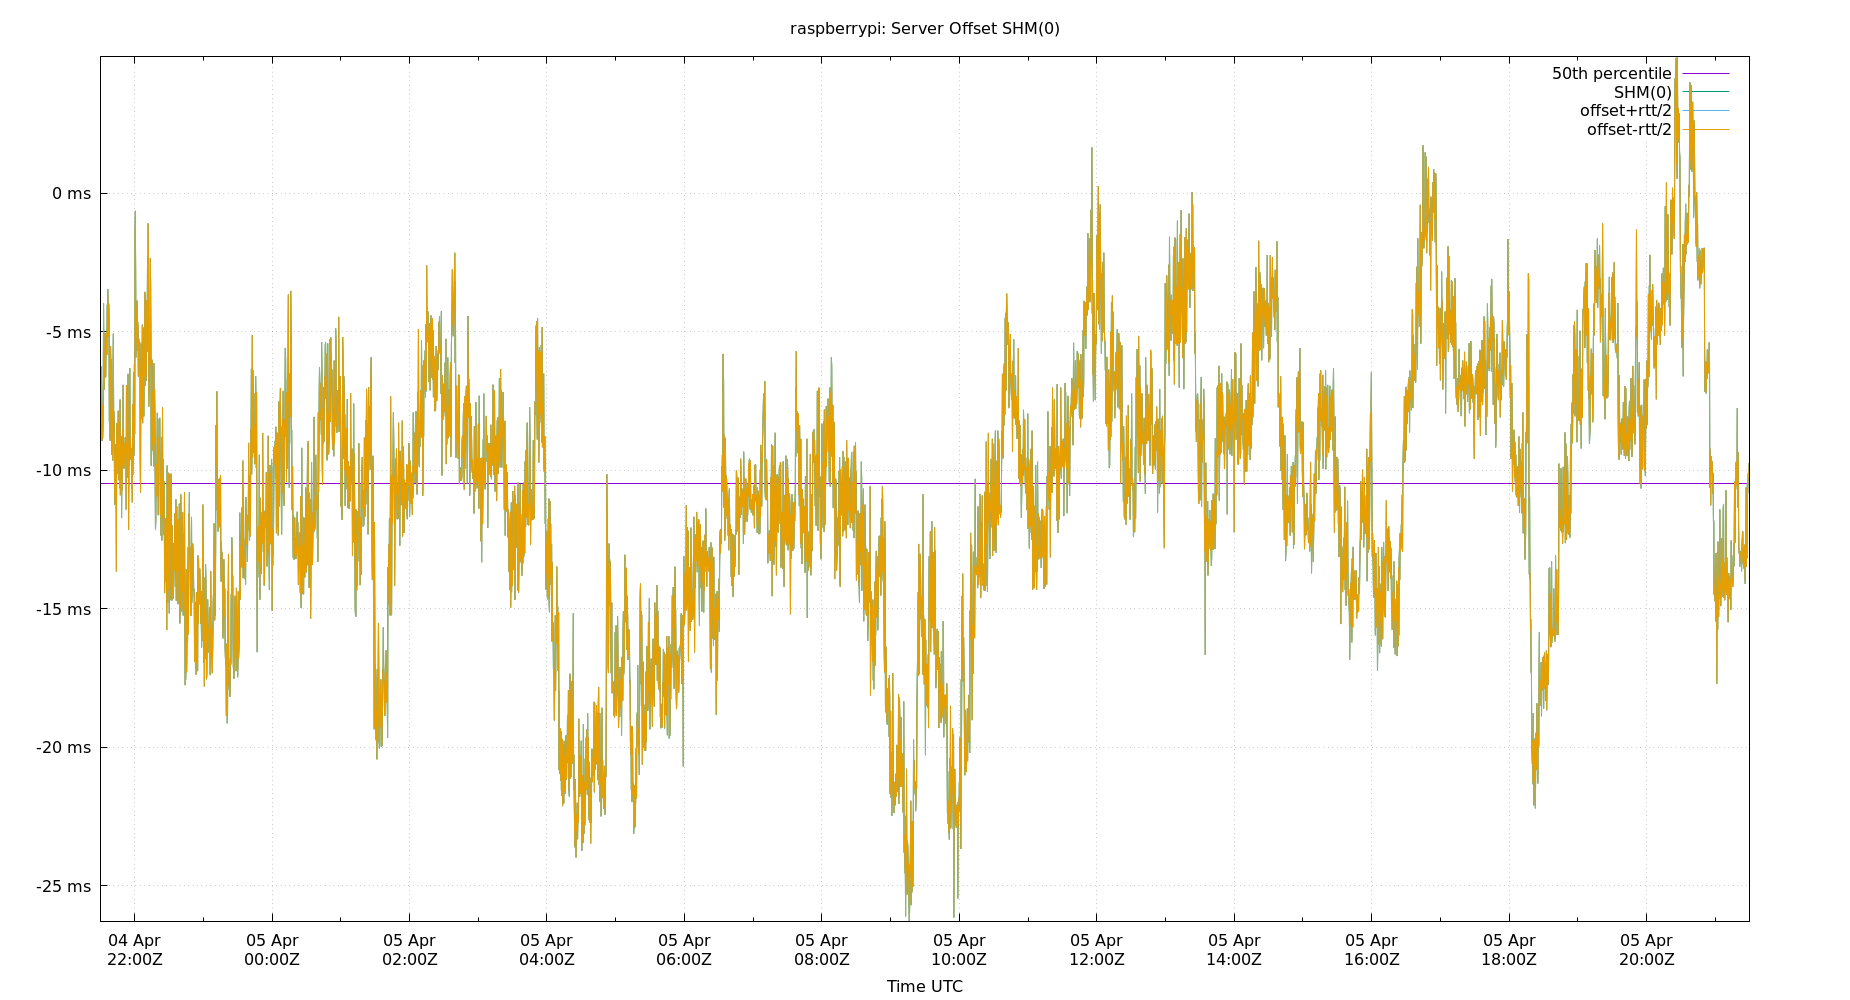 raspberrypi: Server Offset SHM(0)
50th percentile
SHM(0)
offset+rtt/2
offset-rtt/2
0 ms
-5 ms
-10 ms
-15 ms
-20 ms
-25 ms
04 Apr 05 Apr 05 Apr 05 Apr 05 Apr 05 Apr 05 Apr 05 Apr 05 Apr 05 Apr 05 Apr 05 Apr
22:00Z 00:00Z 02:00Z 04:00Z 06:00Z 08:00Z 10:00Z 12:00Z 14:00Z 16:00Z 18:00Z 20:00Z
Time UTC